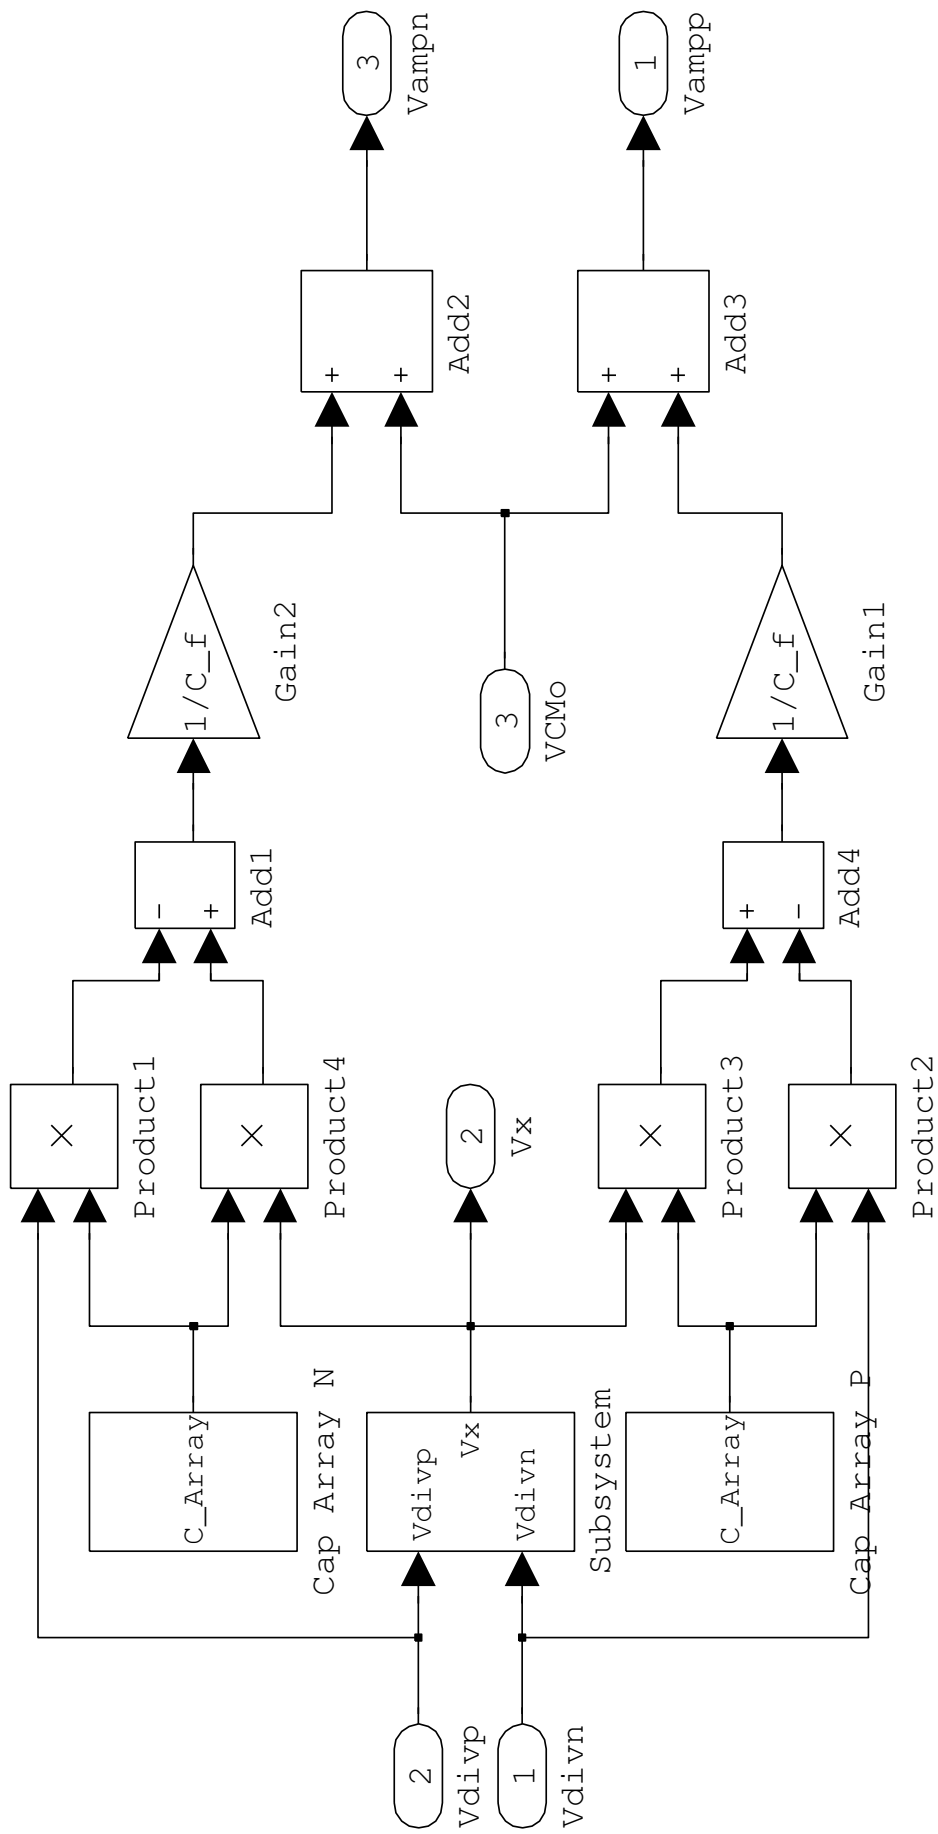 2
Vdivp
1
Vdivn
C_Array
Cap Array N
Vdivp
Vdivn
Vx
Subsystem
C_Array
Cap Array P
×
Product1
×
Product4
2
Vx
×
Product3
×
Product2
−
+
Add1
+
−
Add4
1/C_f
Gain2
3
VCMo
1/C_f
Gain1
+
+
Add2
+
+
Add3
3
Vampn
1
Vampp